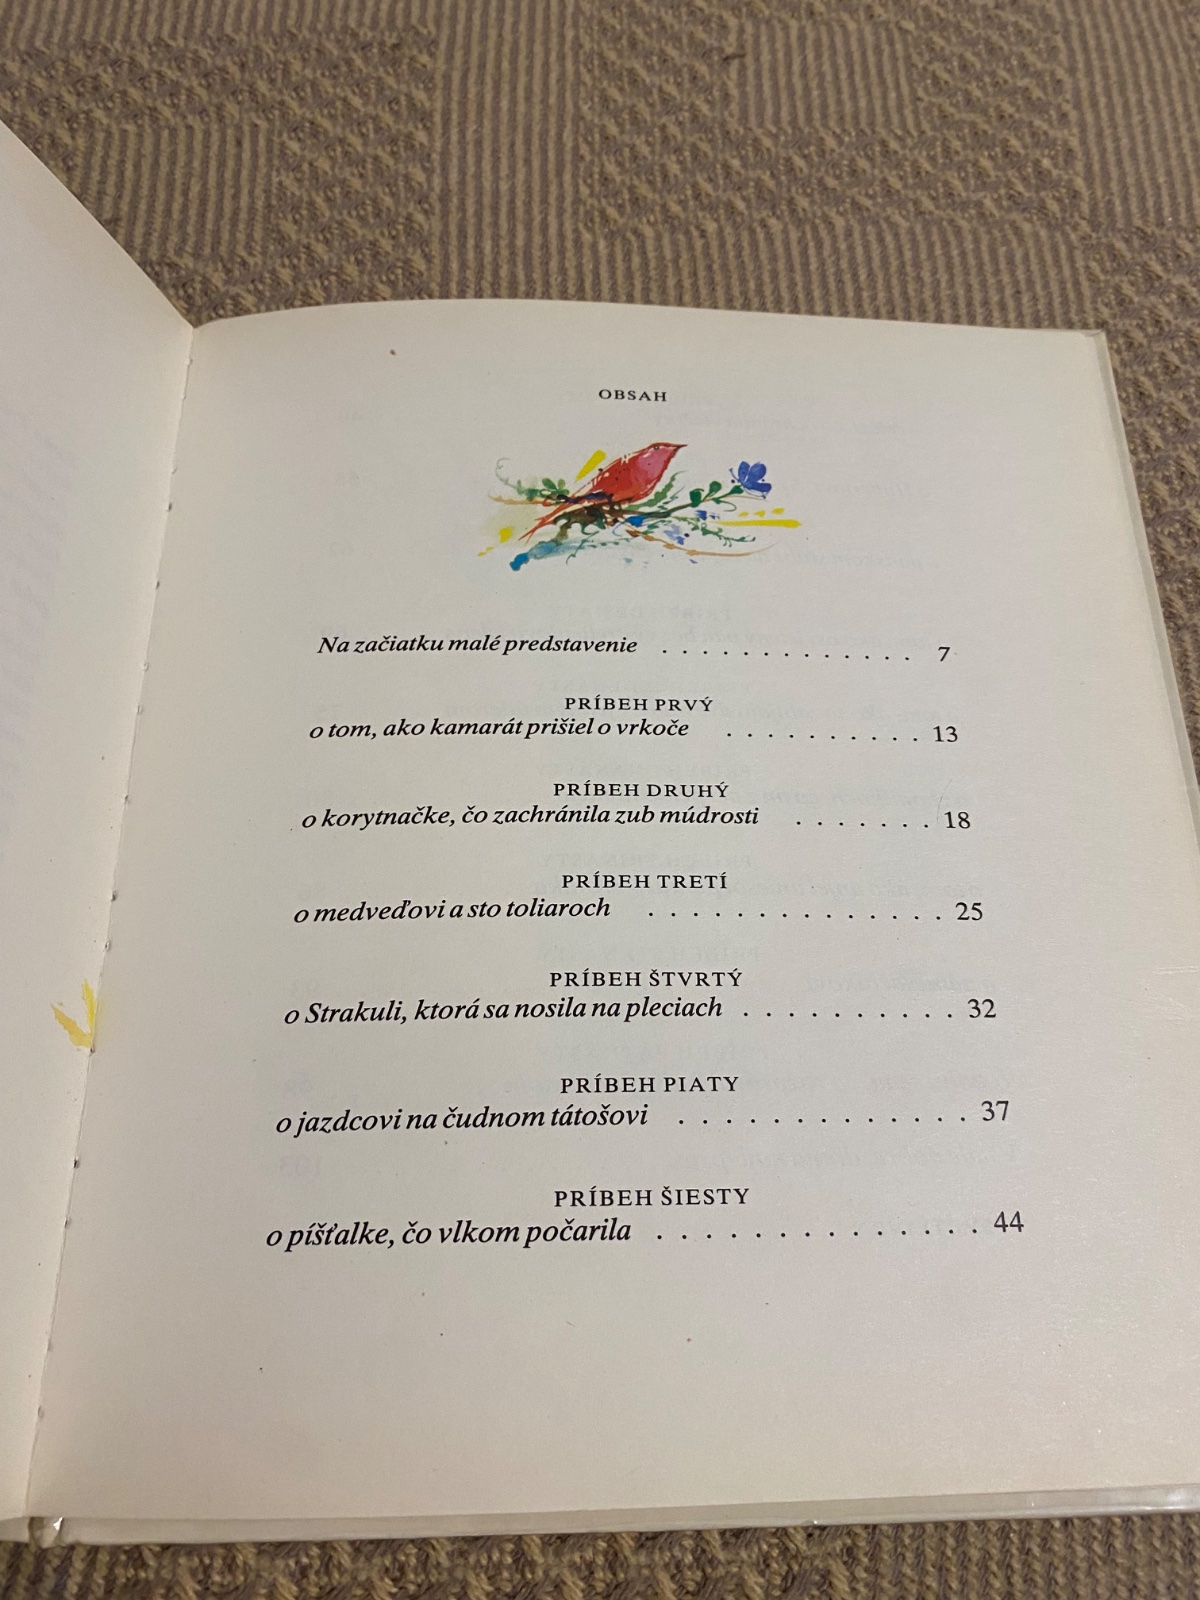 OBSAH
Na začiatku malé predstavenie . . . . . . . . . . . . . 7
PRÍBEH PRVÝ
o tom, ako kamarát prišiel o vrkoče . . . . . . . . . . 13
PRÍBEH DRUHÝ
o korytnačke, čo zachránila zub múdrosti . . . . . . . 18
PRÍBEH TRETÍ
o medveďovi a sto toliaroch . . . . . . . . . . . . . . 25
PRÍBEH ŠTVRTÝ
o Strakuli, ktorá sa nosila na pleciach . . . . . . . . . . . 32
PRÍBEH PIATY
o jazdcovi na čudnom tátošovi . . . . . . . . . . . . . 37
PRÍBEH ŠIESTY
o píšťalke, čo vlkom počarila . . . . . . . . . . . . . . 44